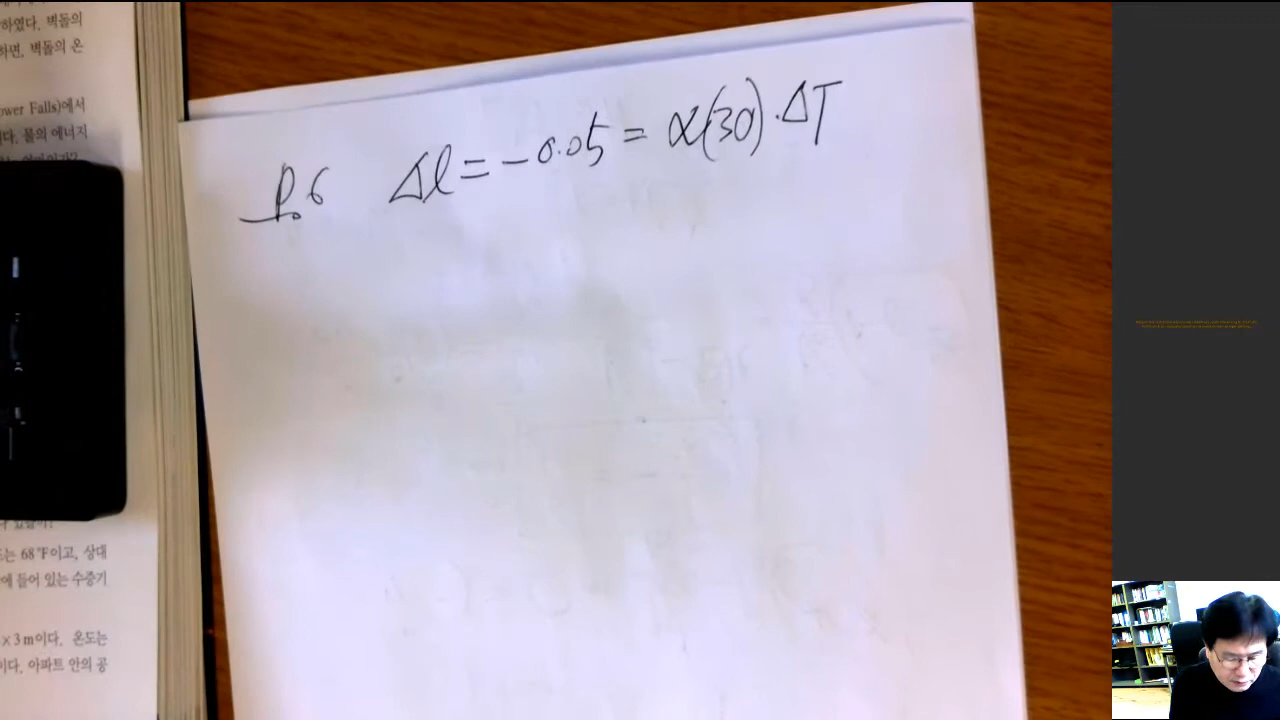 하였다. 벽돌의
하면, 벽돌의 온
ower Falls)에서
다. 물의 에너지
P.6 Δl = -0.05 = α(30)·ΔT
는 68 ℉이고, 상대
에 들어 있는 수증기
× 3 m이다. 온도는
이다. 아파트 안의 공